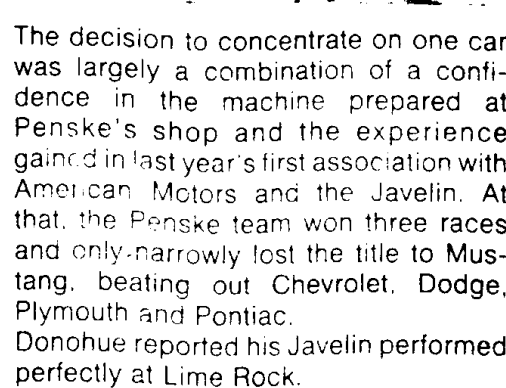 The decision to concentrate on one car
was largely a combination of a confi-
dence in the machine prepared at
Penske's shop and the experience
gained in last year's first association with
American Motors and the Javelin. At
that, the Penske team won three races
and only narrowly lost the title to Mus-
tang, beating out Chevrolet, Dodge,
Plymouth and Pontiac.
Donohue reported his Javelin performed
perfectly at Lime Rock.